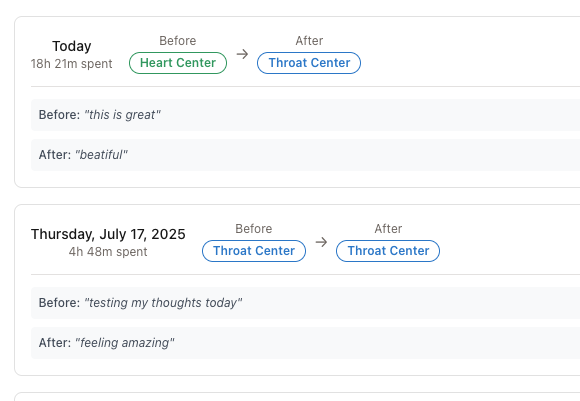 Today
18h 21m spent
Before
Heart Center
→
After
Throat Center
Before: "this is great"
After: "beatiful"
Thursday, July 17, 2025
4h 48m spent
Before
Throat Center
→
After
Throat Center
Before: "testing my thoughts today"
After: "feeling amazing"